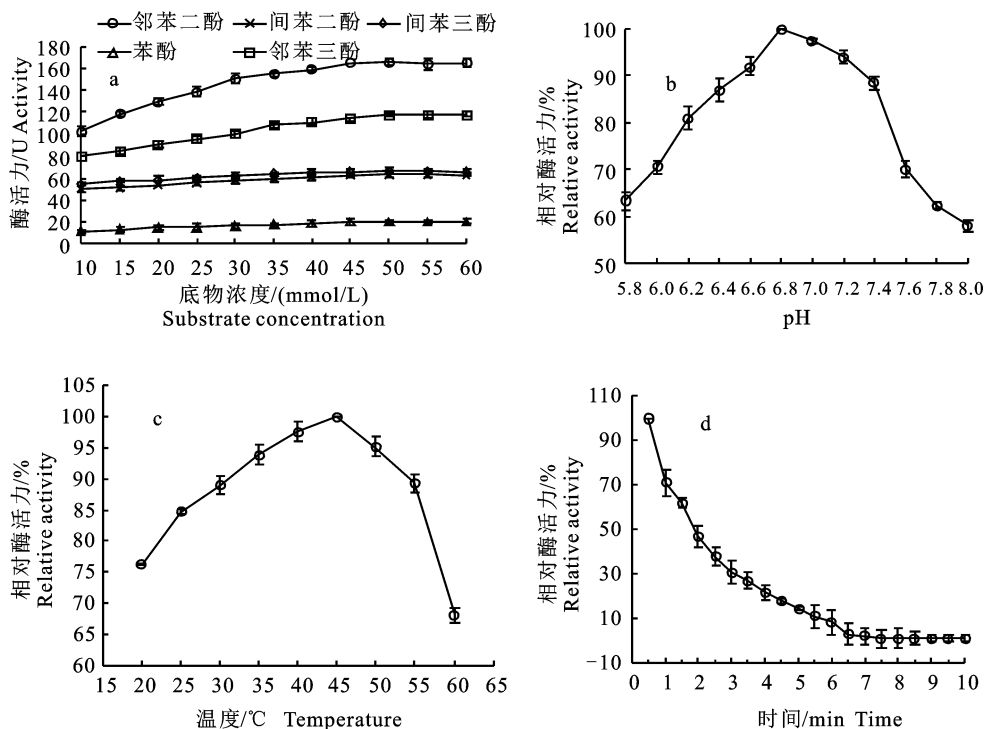 邻苯二酚 间苯二酚 间苯三酚
苯酚 邻苯三酚
180
160
140
120
100
80
60
40
20
0
a
酶活力/U Activity
10 15 20 25 30 35 40 45 50 55 60
底物浓度/(mmol/L)
Substrate concentration
100
90
80
70
60
50
b
相对酶活力/%
Relative activity
5.8 6.0 6.2 6.4 6.6 6.8 7.0 7.2 7.4 7.6 7.8 8.0
pH
105
100
95
90
85
80
75
70
65
60
c
相对酶活力/%
Relative activity
15 20 25 30 35 40 45 50 55 60 65
温度/℃ Temperature
110
90
70
50
30
10
−10
d
相对酶活力/%
Relative activity
0 1 2 3 4 5 6 7 8 9 10
时间/min Time